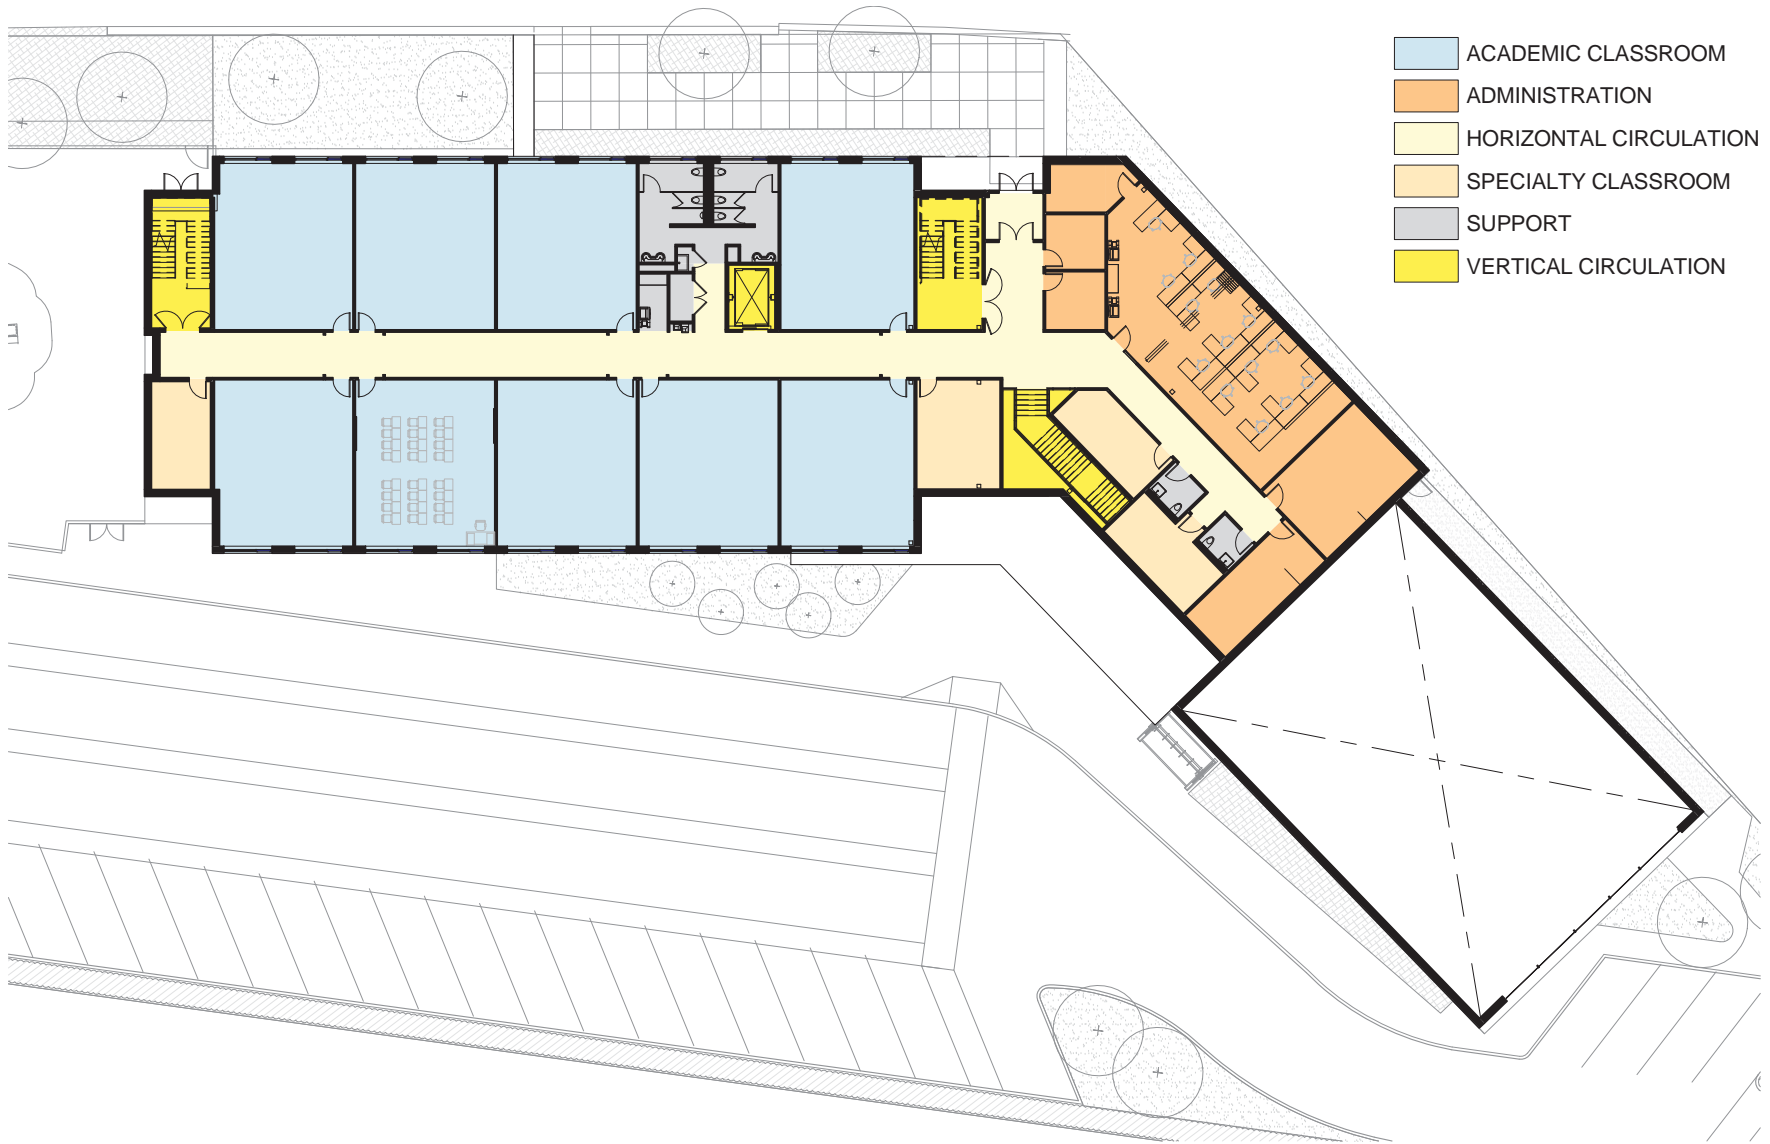 ACADEMIC CLASSROOM
ADMINISTRATION
HORIZONTAL CIRCULATION
SPECIALTY CLASSROOM
SUPPORT
VERTICAL CIRCULATION